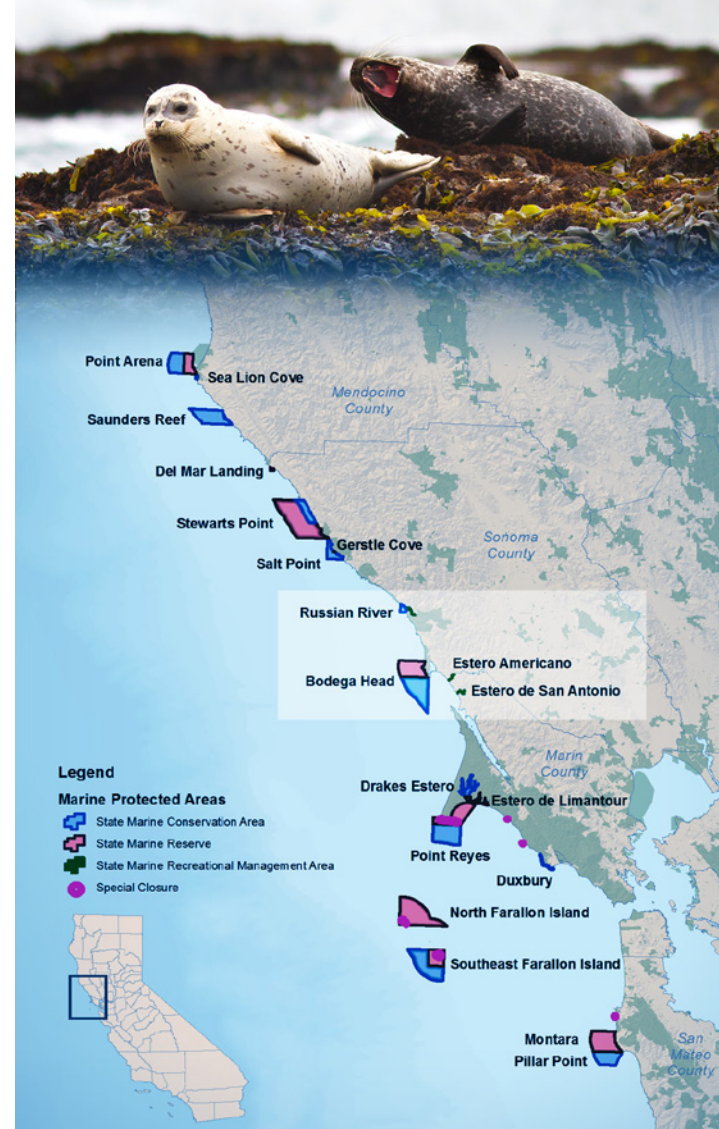 Point Arena
Sea Lion Cove
Mendocino
County
Saunders Reef
Del Mar Landing
Stewarts Point
Gerstle Cove
Sonoma
County
Salt Point
Russian River
Estero Americano
Bodega Head
Estero de San Antonio
Marin
County
Legend
Marine Protected Areas
State Marine Conservation Area
State Marine Reserve
State Marine Recreational Management Area
Special Closure
Drakes Estero
Estero de Limantour
Point Reyes
Duxbury
North Farallon Island
Southeast Farallon Island
Montara
Pillar Point
San
Mateo
County